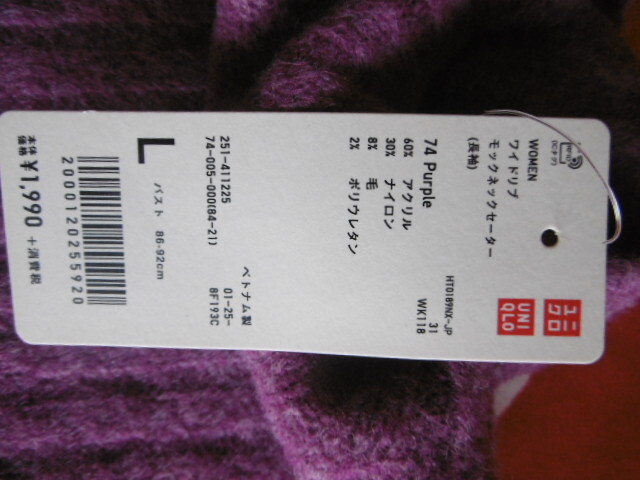 ユニ
クロ
UNI
QLO
WOMEN
ワイドリブ
モックネックセーター
(長袖)
HT0189NX-JP
31
WK118
74 Purple
60% アクリル
30% ナイロン
8% 毛
2% ポリウレタン
251-411225
74-005-000(84-21)
ベトナム製
01-25-
8F193C
L
バスト 86-92cm
2000120255920
本体
価格 ¥1,990 +消費税